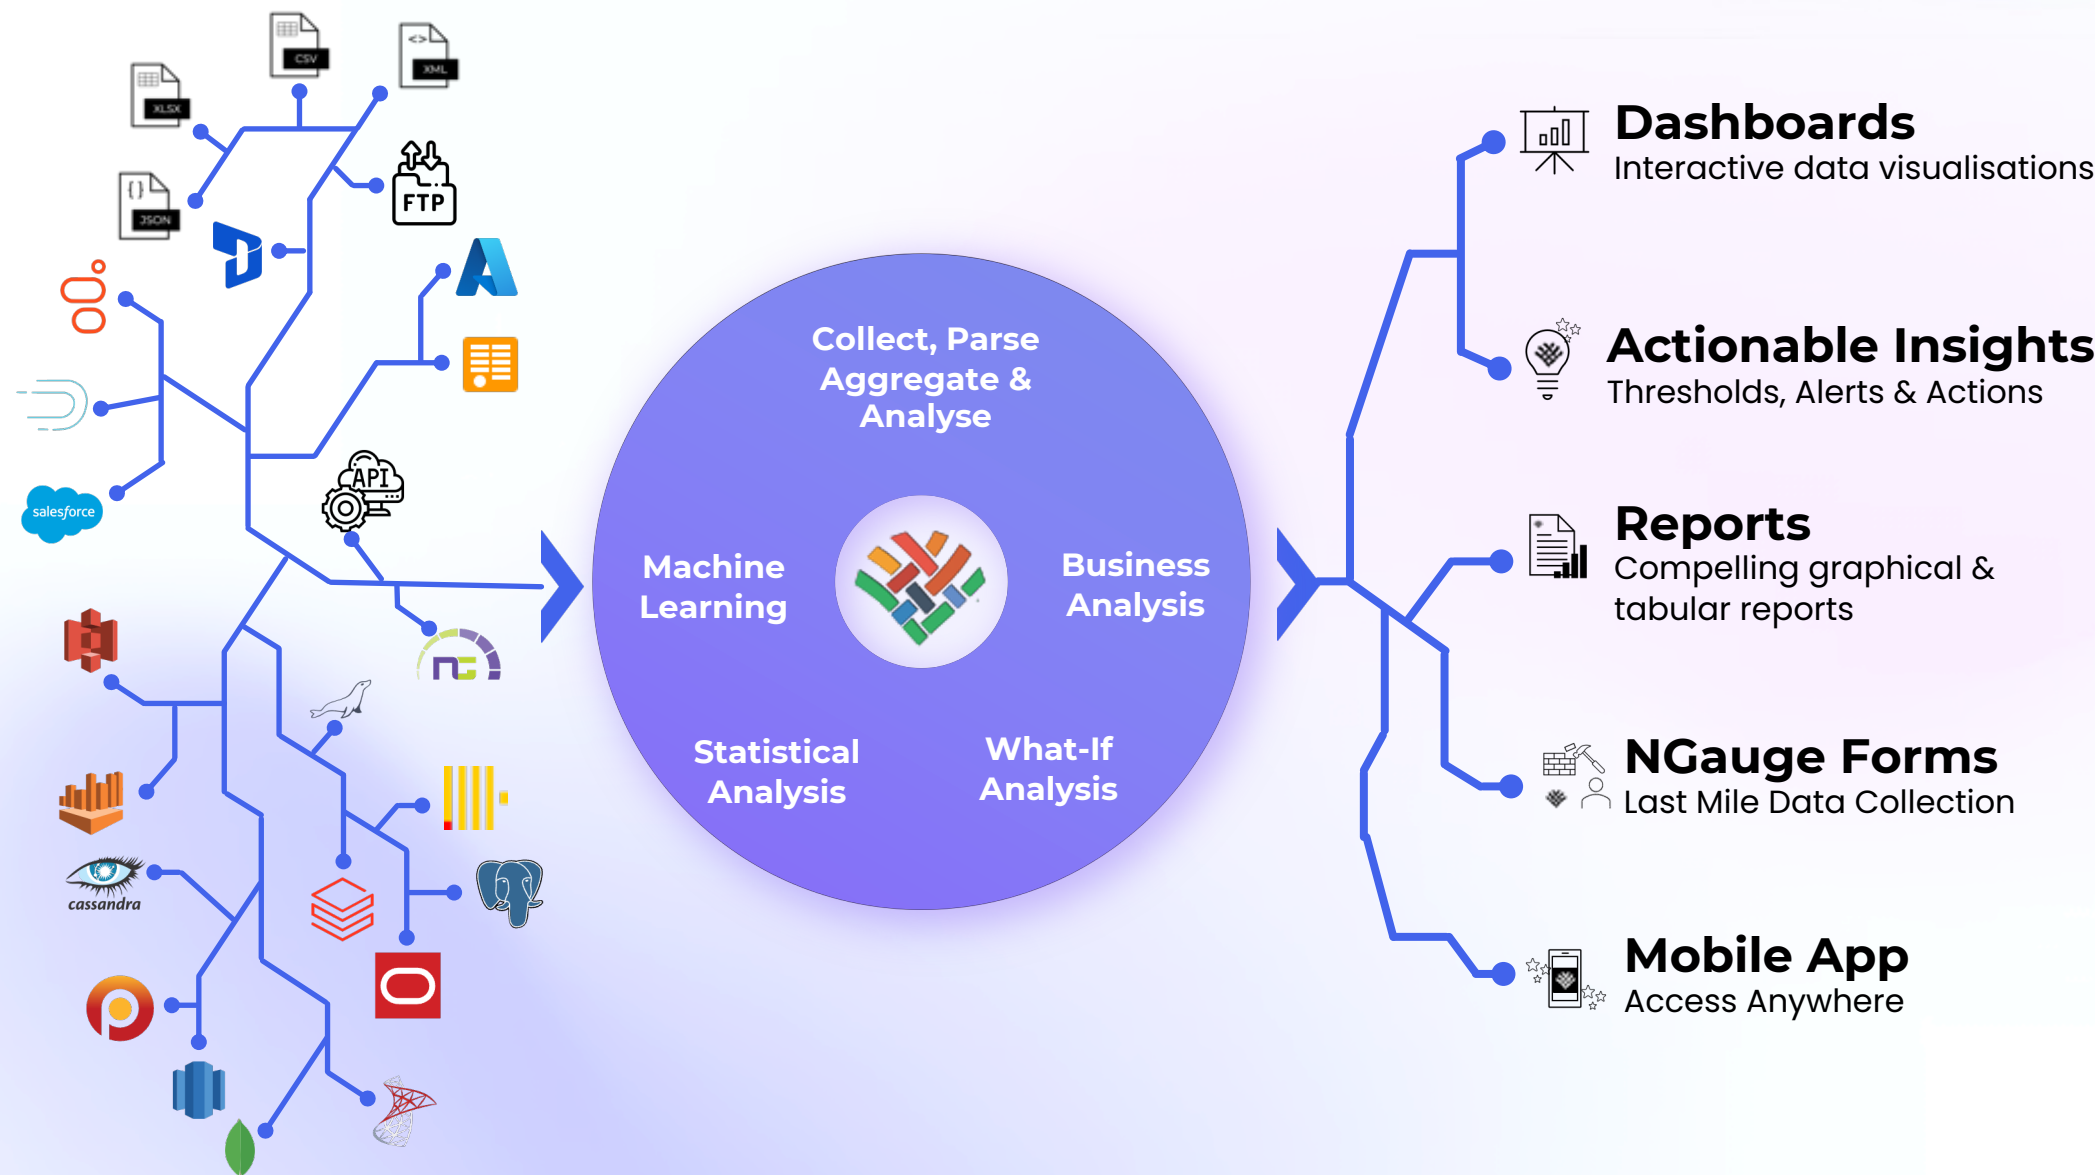 CSV
XML
XLSX
FTP
JSON
API
salesforce
nG
cassandra
Collect, Parse
Aggregate &
Analyse
Machine
Learning
Business
Analysis
Statistical
Analysis
What-If
Analysis
Dashboards
Interactive data visualisations
Actionable Insights
Thresholds, Alerts & Actions
Reports
Compelling graphical &
tabular reports
NGauge Forms
Last Mile Data Collection
Mobile App
Access Anywhere